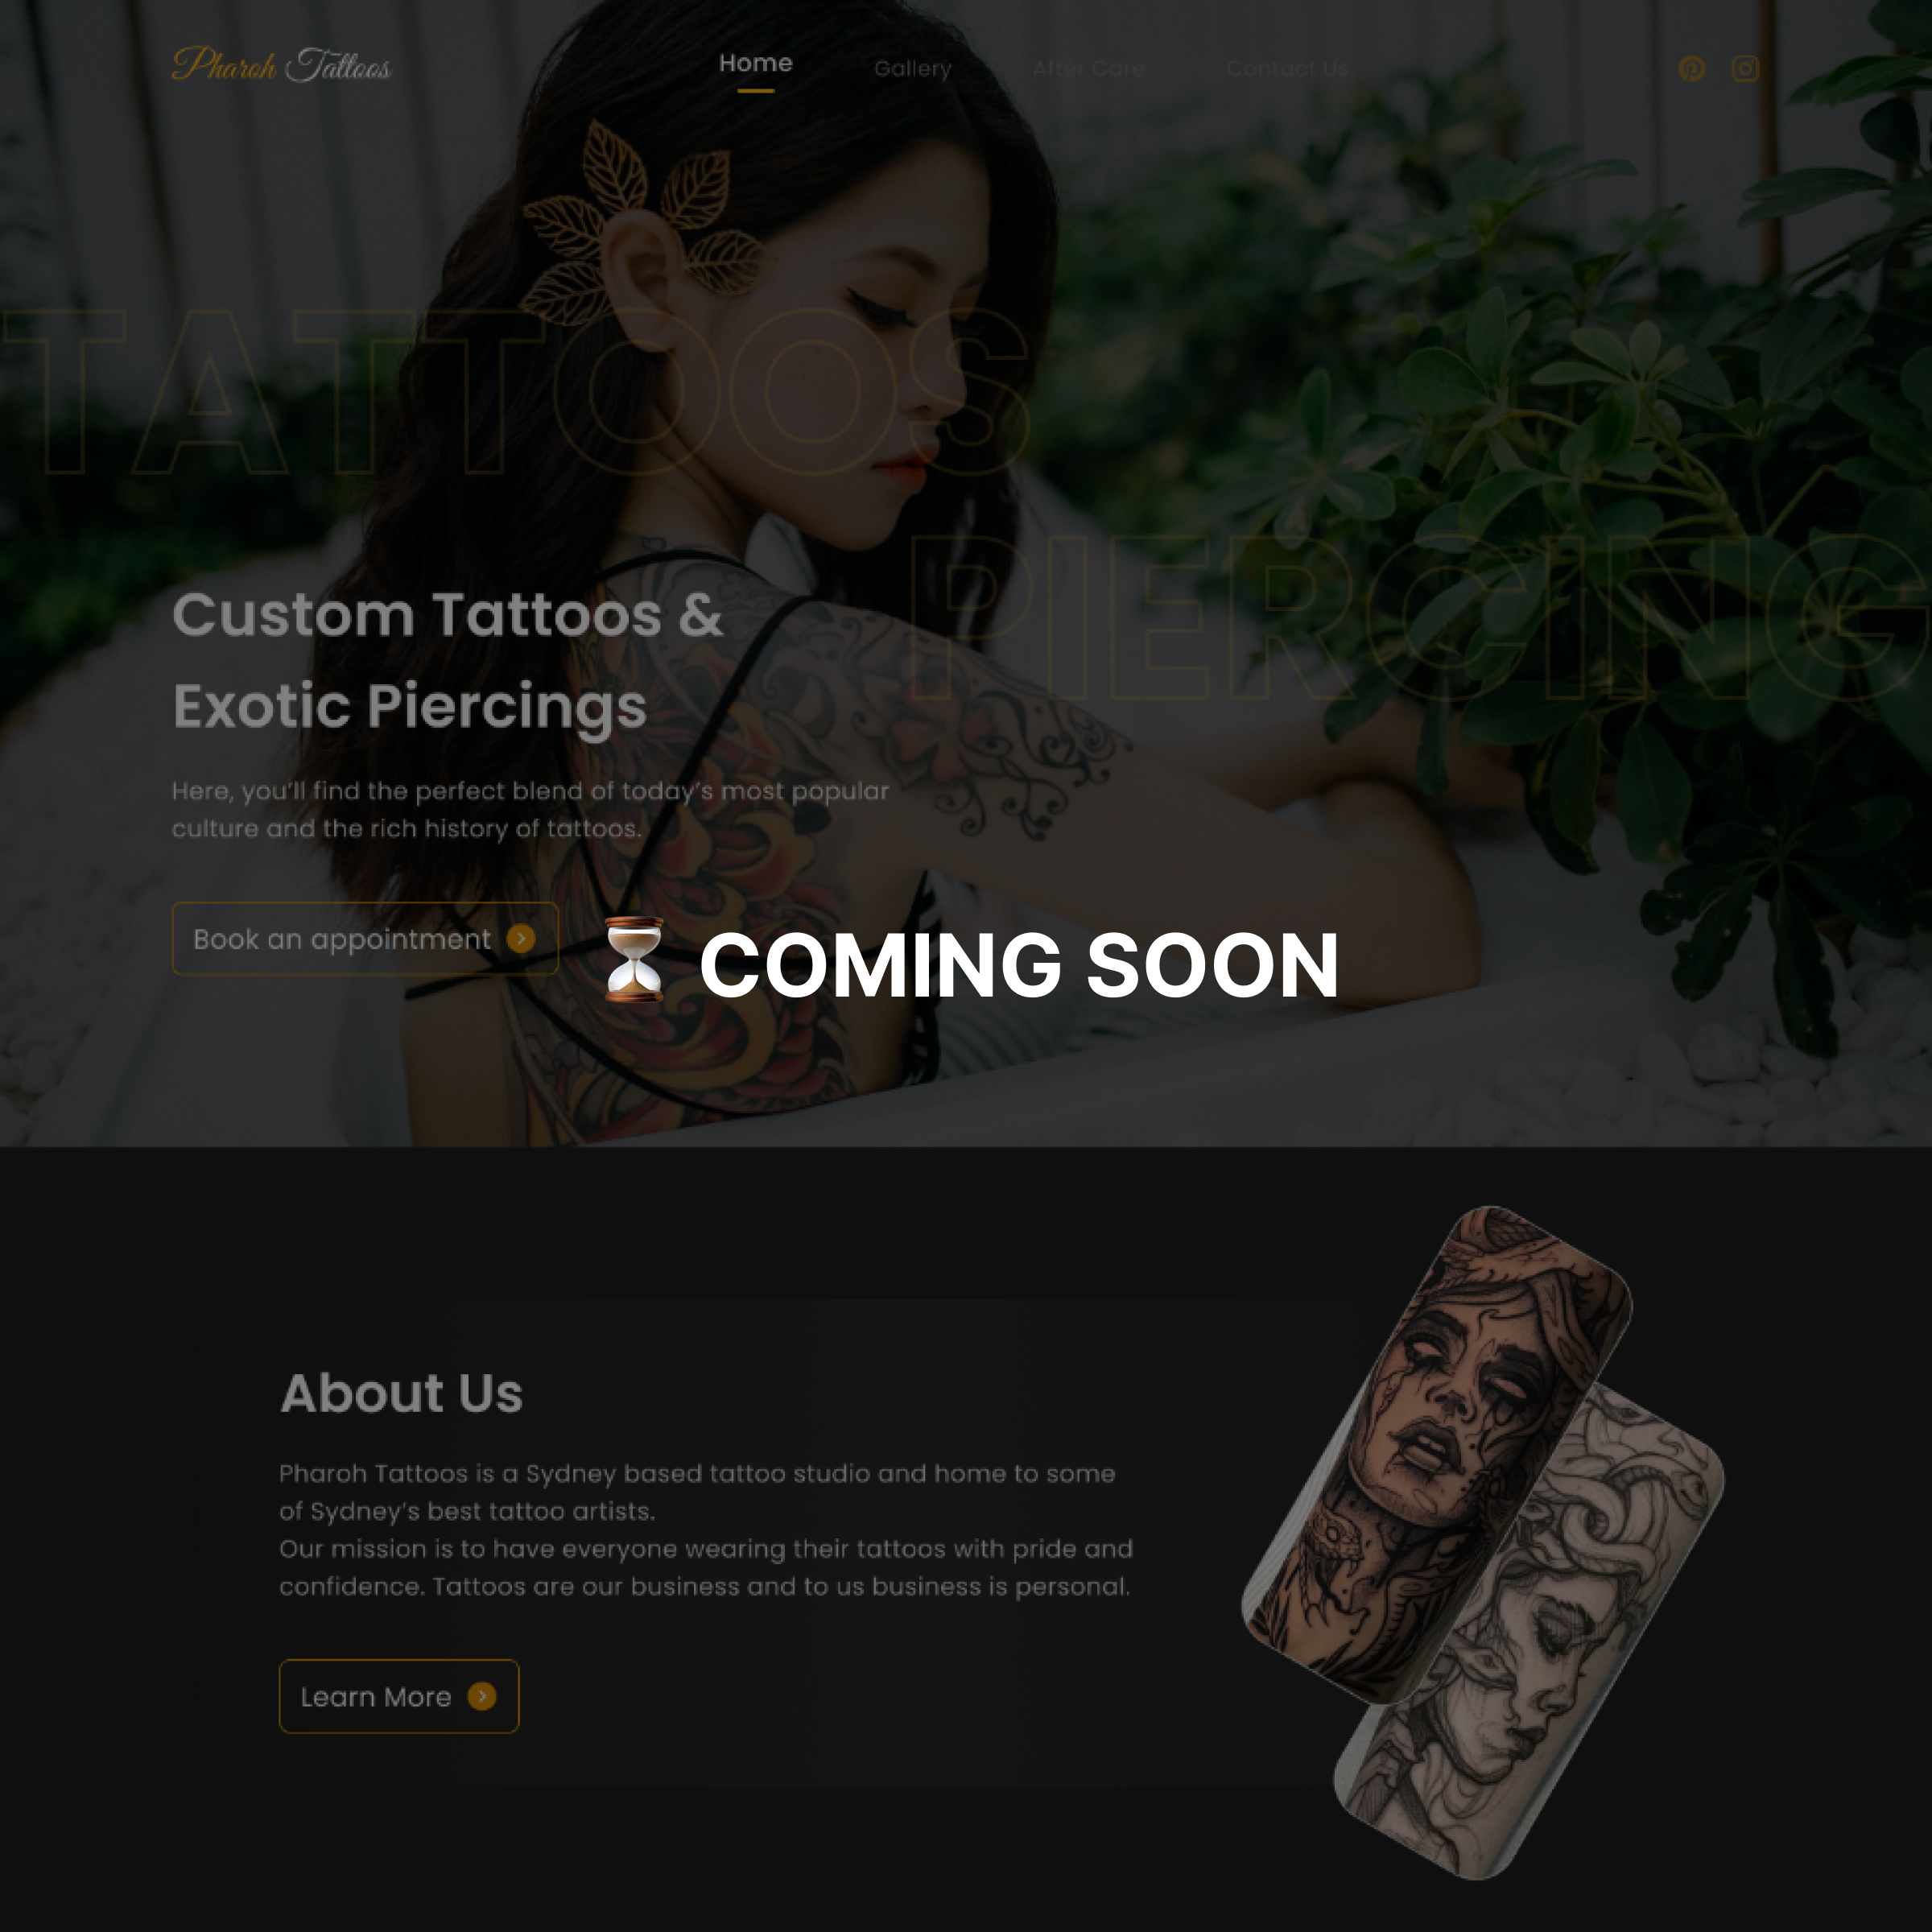 Pharoh Tattoos
Home
Gallery
After Care
Contact Us
TATTOOS
PIERCING
Custom Tattoos &
Exotic Piercings
Here, you'll find the perfect blend of today's most popular
culture and the rich history of tattoos.
Book an appointment
⏳ COMING SOON
About Us
Pharoh Tattoos is a Sydney based tattoo studio and home to some
of Sydney's best tattoo artists.
Our mission is to have everyone wearing their tattoos with pride and
confidence. Tattoos are our business and to us business is personal.
Learn More